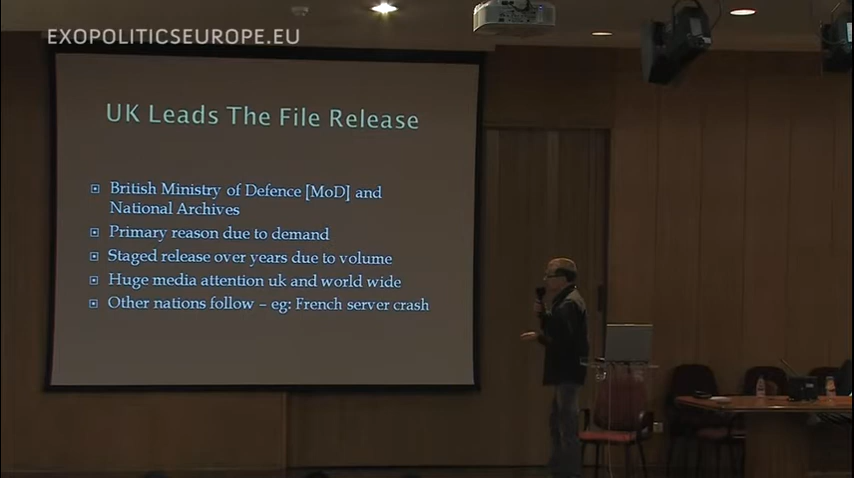 EXOPOLITICSEUROPE.EU
UK Leads The File Release
British Ministry of Defence [MoD] and
National Archives
Primary reason due to demand
Staged release over years due to volume
Huge media attention uk and world wide
Other nations follow – eg: French server crash